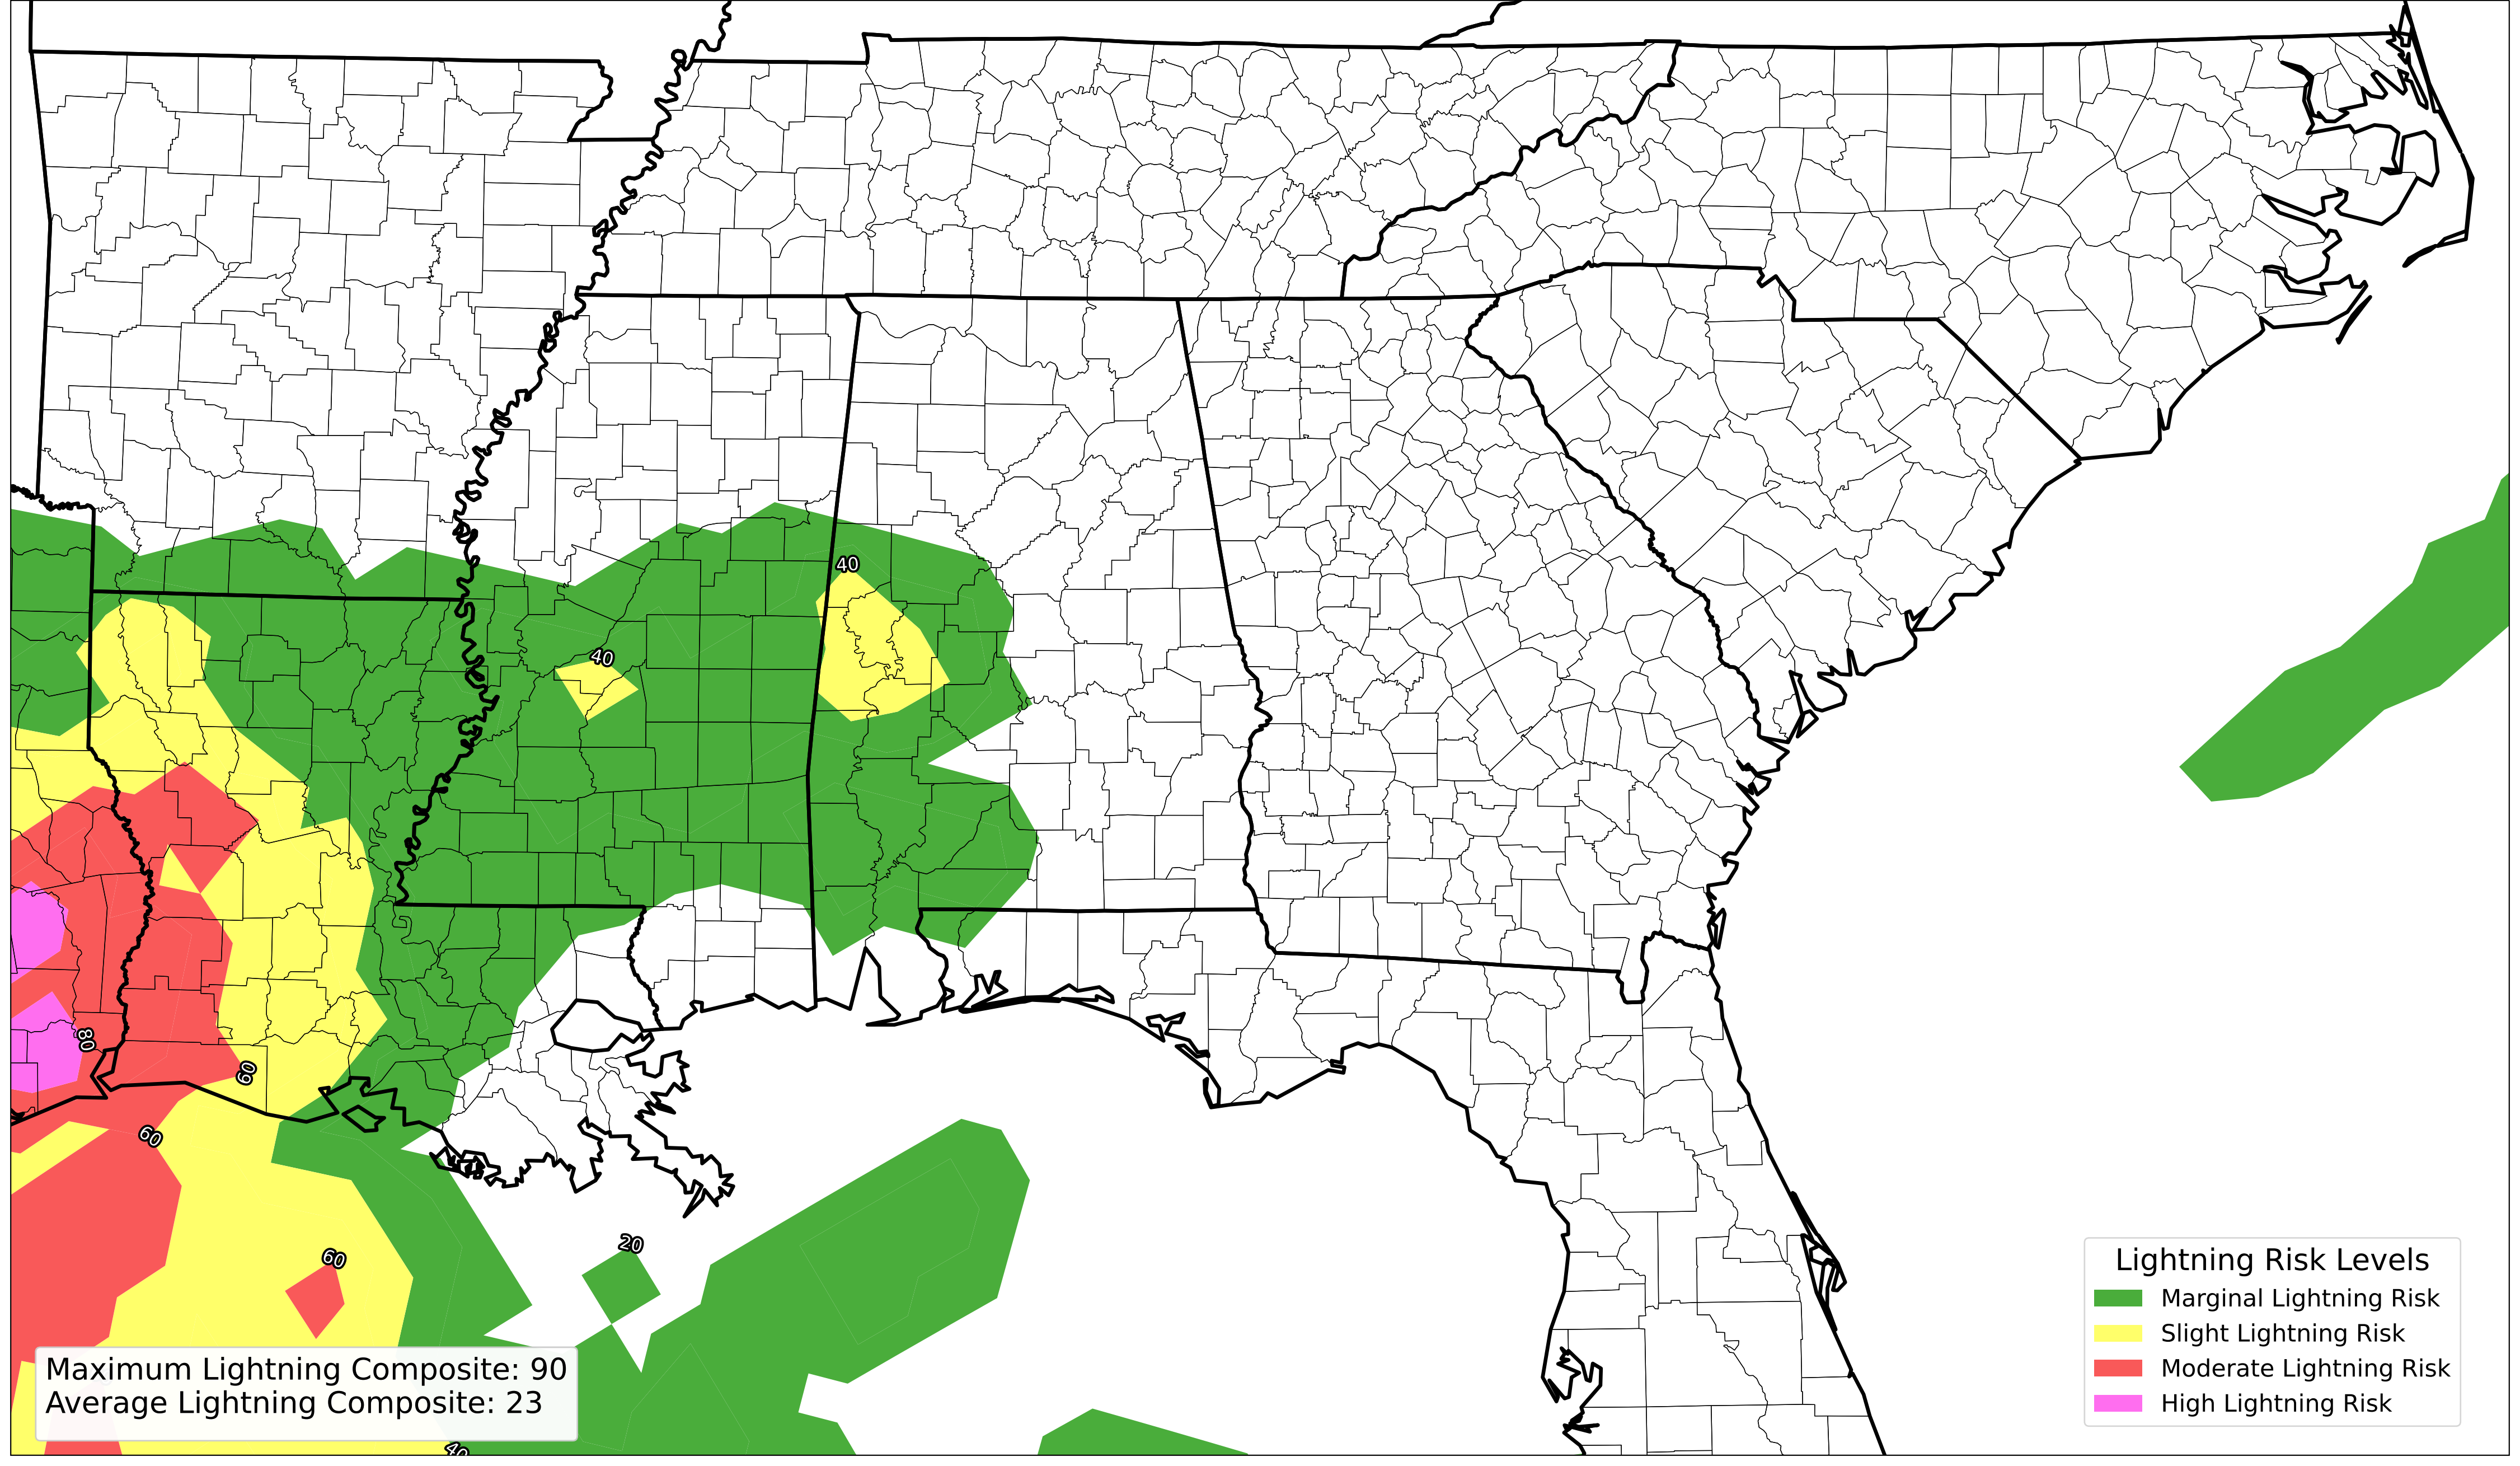 40
40
80
60
60
20
60
40
Maximum Lightning Composite: 90
Average Lightning Composite: 23
Lightning Risk Levels
Marginal Lightning Risk
Slight Lightning Risk
Moderate Lightning Risk
High Lightning Risk